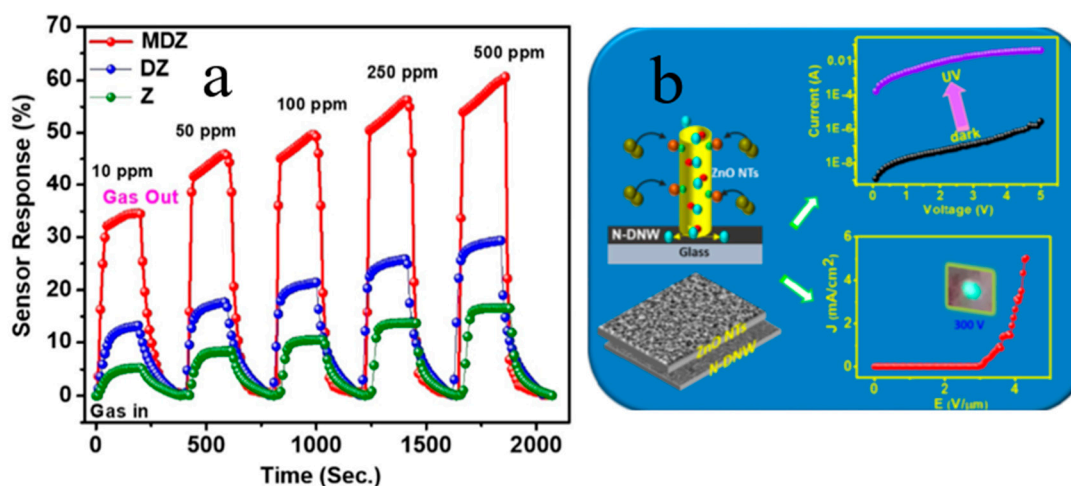 a
MDZ
DZ
Z
10 ppm
50 ppm
100 ppm
250 ppm
500 ppm
Gas Out
Gas in
Sensor Response (%)
70
60
50
40
30
20
10
0
0 500 1000 1500 2000
Time (Sec.)
b
ZnO NTs
N-DNW
Glass
ZnO NTs
N-DNW
Current (A)
0.01
1E-4
1E-6
1E-8
UV
dark
0 1 2 3 4 5
Voltage (V)
J (mA/cm2)
6
4
2
0
300 V
0 2 4
E (V/μm)